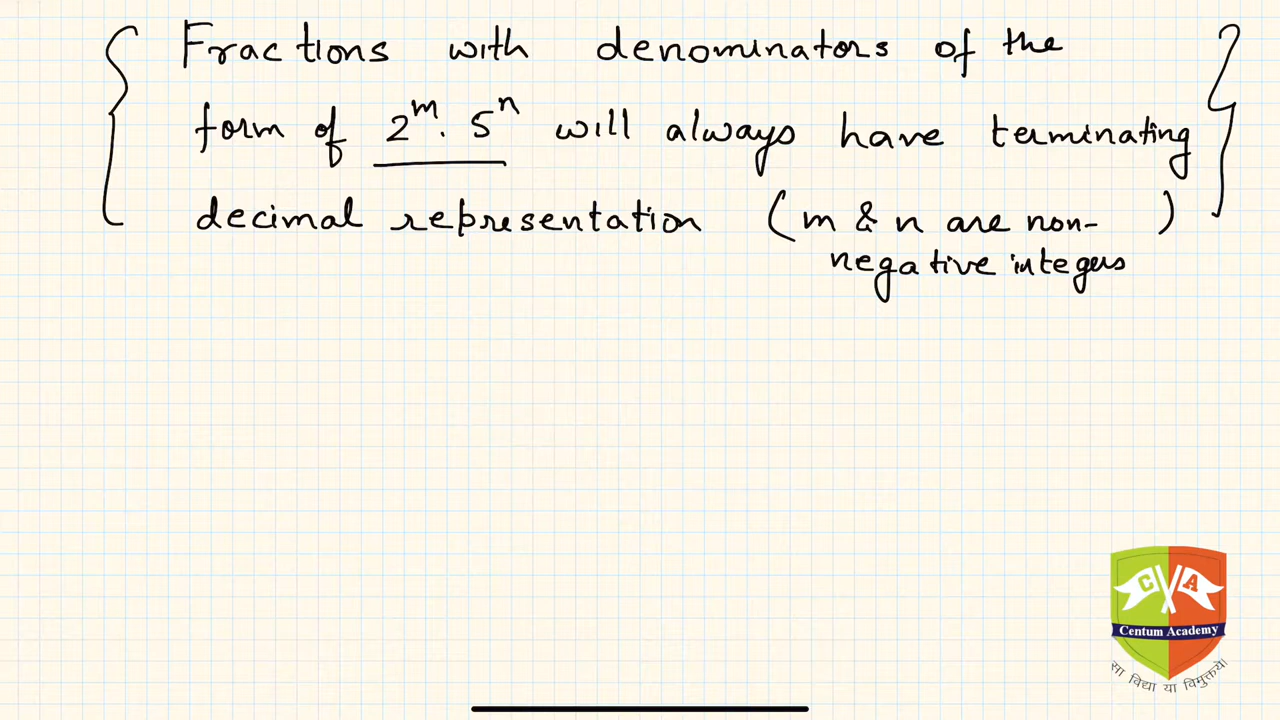 Fractions with denominators of the
form of 2^m . 5^n will always have terminating
decimal representation (m & n are non-
negative integers)
C A
Centum Academy
सा विद्या या विमुक्तये।